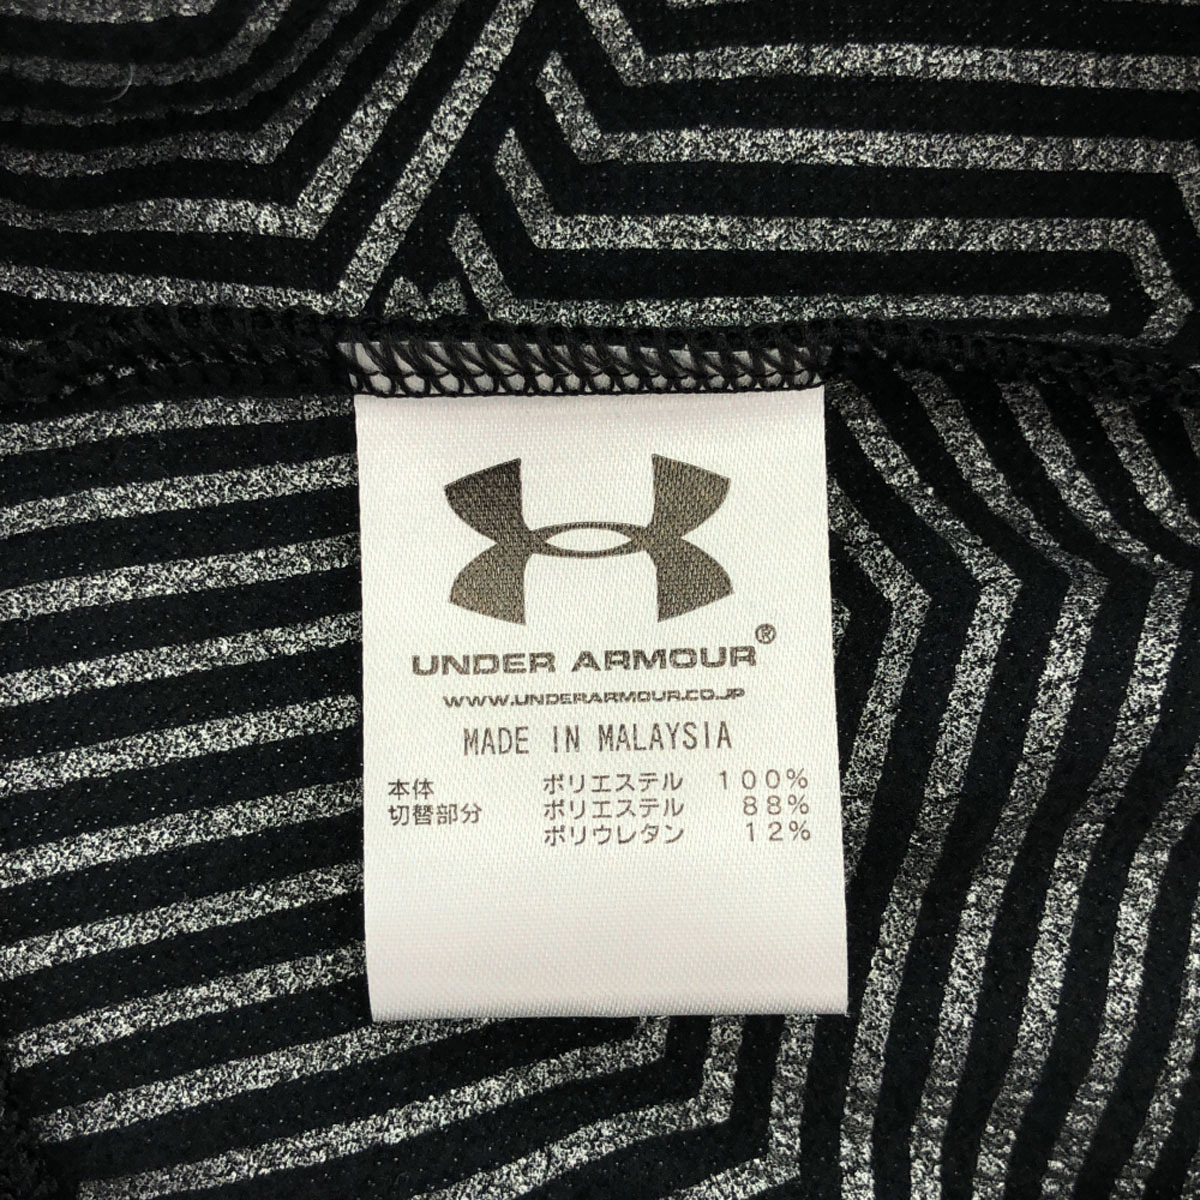 UNDER ARMOUR®
WWW.UNDERARMOUR.CO.JP
MADE IN MALAYSIA
本体 ポリエステル 100%
切替部分 ポリエステル 88%
ポリウレタン 12%